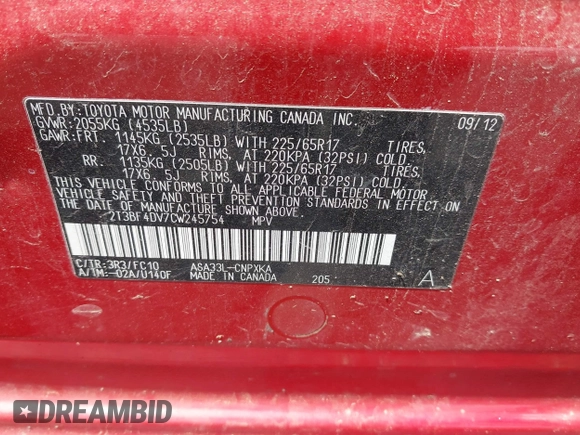 MFD.BY:TOYOTA MOTOR MANUFACTURING CANADA INC. 09/12
GVWR:2055KG (4535LB)
GAWR:FRT. 1145KG (2535LB) WITH 225/65R17 TIRES,
17X6.5J RIMS, AT 220KPA (32PSI) COLD.
RR. 1135KG (2505LB) WITH 225/65R17 TIRES,
17X6.5J RIMS, AT 220KPA (32PSI) COLD.
THIS VEHICLE CONFORMS TO ALL APPLICABLE FEDERAL MOTOR
VEHICLE SAFETY AND THEFT PREVENTION STANDARDS IN EFFECT ON
THE DATE OF MANUFACTURE SHOWN ABOVE.
2T3BF4DV7CW245754 MPV
C/TR:3R3/FC10 ASA33L-CNPXKA
A/TM:-02A/U140F MADE IN CANADA 205 A
DREAMBID